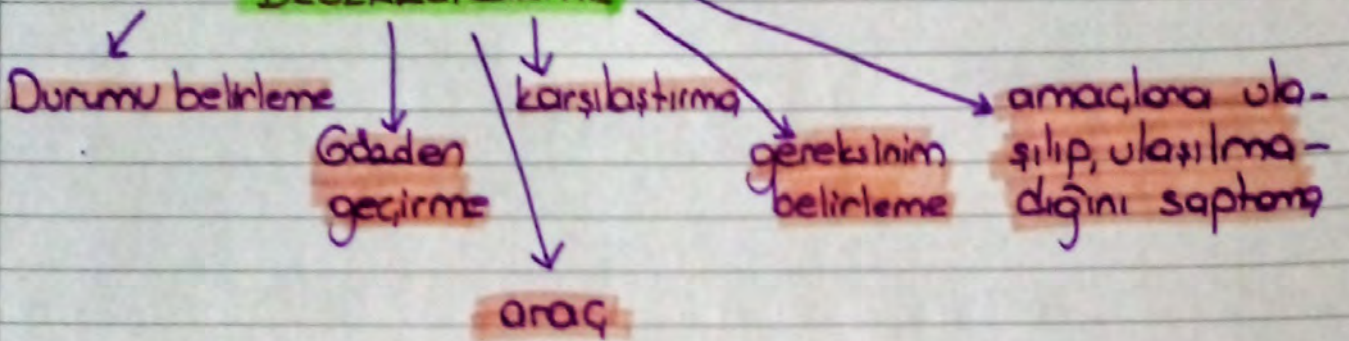 Durumu belirleme
karşılaştırma
Gözden
geçirme
gereksinim
belirleme
amaçlara ula-
şılıp, ulaşılma-
dığını saptama
araç